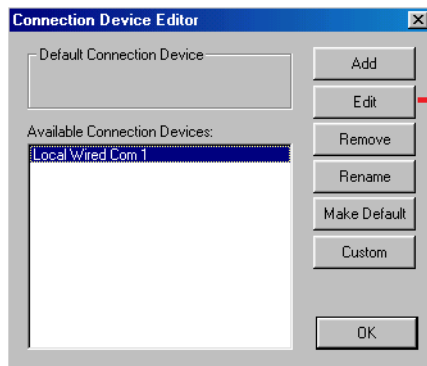 Connection Device Editor
Default Connection Device
Add
Edit
Available Connection Devices:
Remove
Local Wired Com 1
Rename
Make Default
Custom
OK